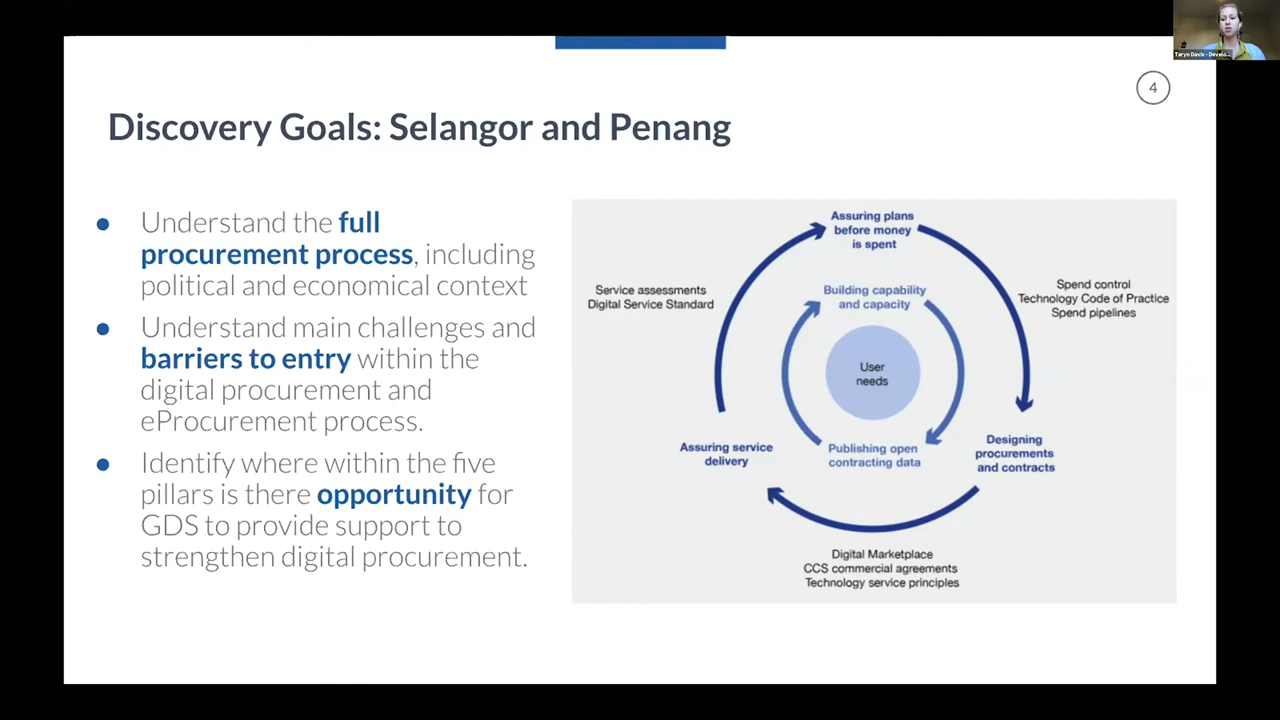 Taryn Davis - Develo...
4
Discovery Goals: Selangor and Penang
● Understand the full
procurement process, including
political and economical context
● Understand main challenges and
barriers to entry within the
digital procurement and
eProcurement process.
● Identify where within the five
pillars is there opportunity for
GDS to provide support to
strengthen digital procurement.
Assuring plans
before money
is spent
Service assessments
Digital Service Standard
Building capability
and capacity
Spend control
Technology Code of Practice
Spend pipelines
User
needs
Assuring service
delivery
Publishing open
contracting data
Designing
procurements
and contracts
Digital Marketplace
CCS commercial agreements
Technology service principles